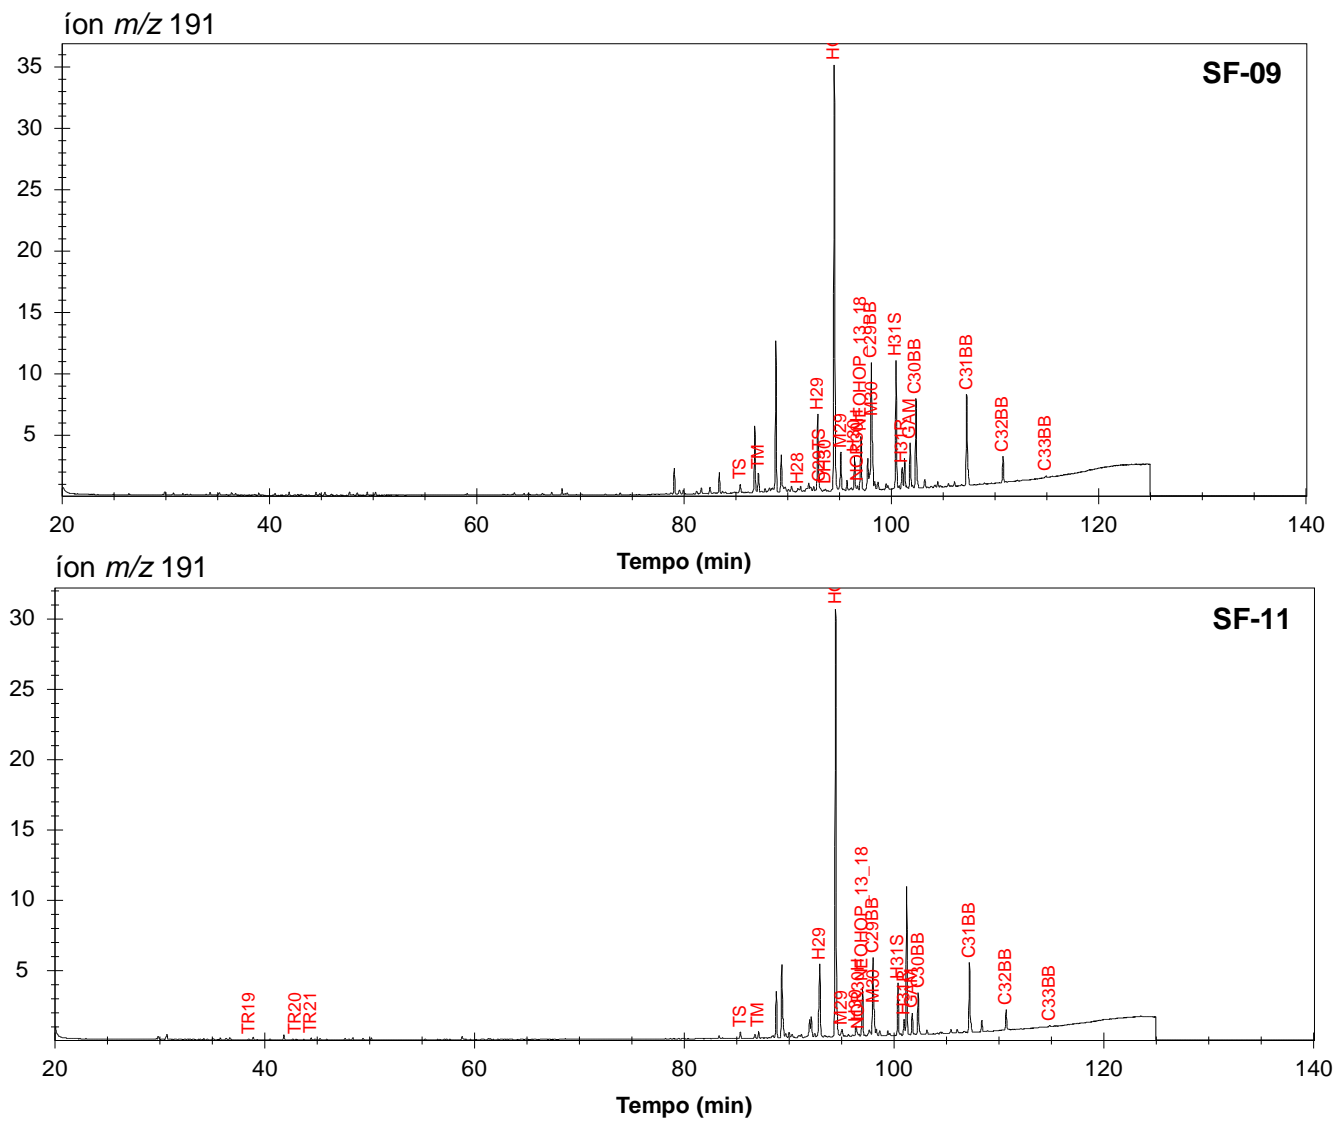 íon m/z 191
SF-09
35
30
25
20
15
10
5
TS
TM
H28
H29
C29TS
DH30
M29
H30
C29BB
M30
H31S
H31R
GAM
C30BB
C31BB
C32BB
C33BB
20
40
60
80
100
120
140
Tempo (min)
íon m/z 191
SF-11
30
25
20
15
10
5
TR19
TR20
TR21
TS
TM
H29
M29
C29BB
M30
H31S
H31R
GAM
C30BB
C31BB
C32BB
C33BB
20
40
60
80
100
120
140
Tempo (min)